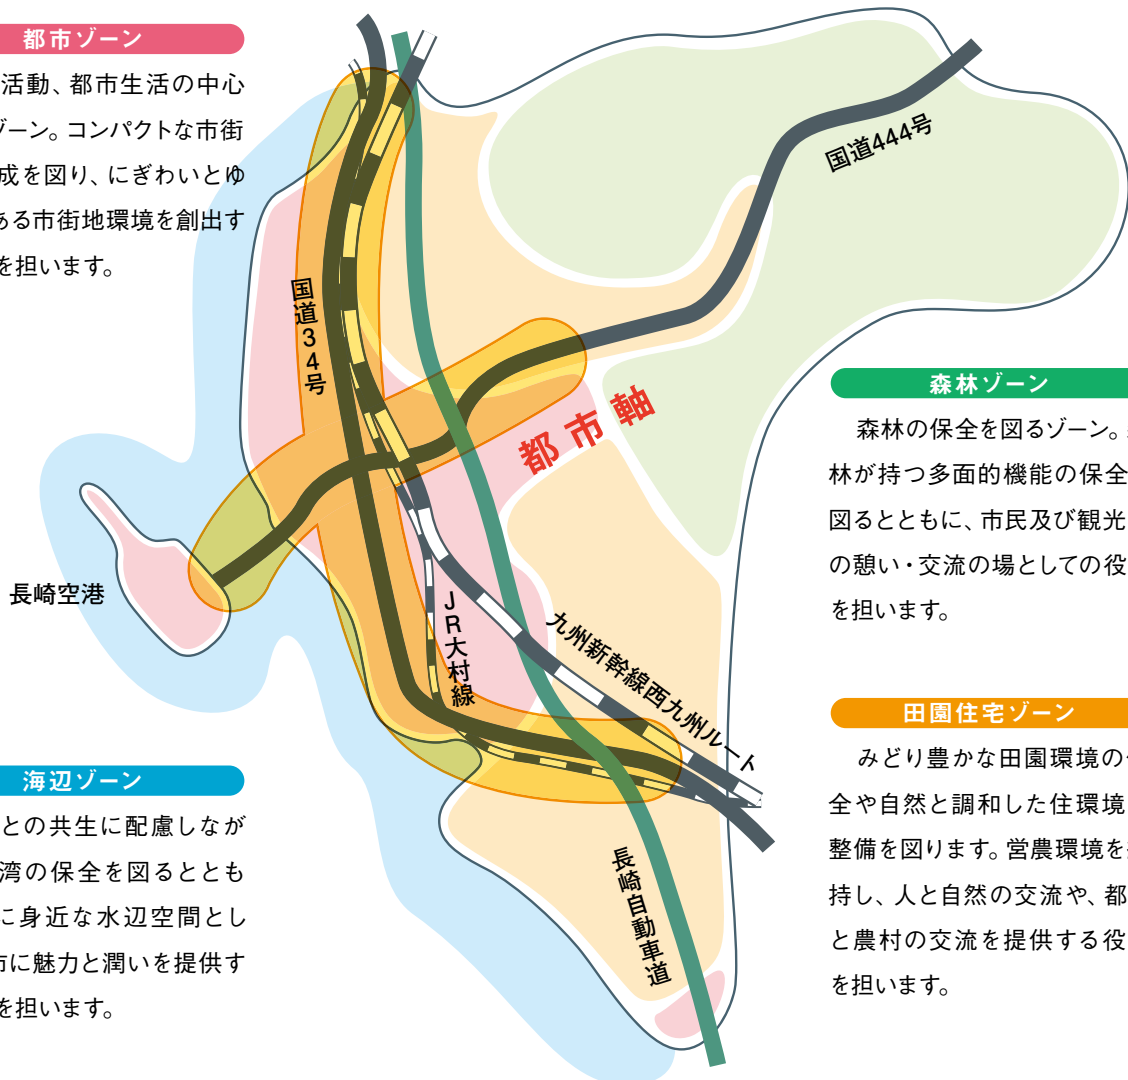 都市ゾーン
活動、都市生活の中心
ゾーン。コンパクトな市街
成を図り、にぎわいとゆ
ある市街地環境を創出す
を担います。
国道444号
国道34号
都市軸
長崎空港
JR大村線
九州新幹線西九州ルート
長崎自動車道
森林ゾーン
森林の保全を図るゾーン。
林が持つ多面的機能の保全
図るとともに、市民及び観光
の憩い・交流の場としての役
を担います。
田園住宅ゾーン
みどり豊かな田園環境の
全や自然と調和した住環境
整備を図ります。営農環境を
持し、人と自然の交流や、都
と農村の交流を提供する役
を担います。
海辺ゾーン
との共生に配慮しなが
湾の保全を図るととも
に身近な水辺空間とし
市に魅力と潤いを提供す
を担います。